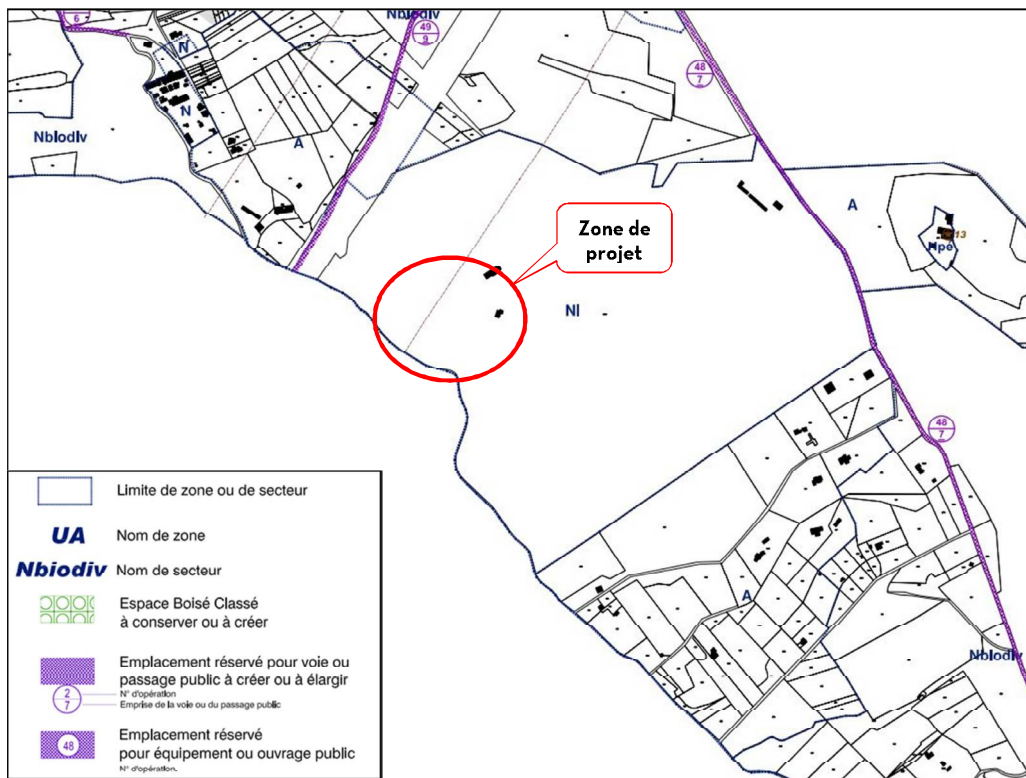 6
Nbiodiv
49
9
48
7
N
N
Nbiodiv
A
Zone de
projet
A
13
Npé
Nl
48
7
A
Nbiodiv
Limite de zone ou de secteur
UA
Nom de zone
Nbiodiv
Nom de secteur
Espace Boisé Classé
à conserver ou à créer
Emplacement réservé pour voie ou
passage public à créer ou à élargir
2
7
N° d'opération
Emprise de la voie ou du passage public
48
Emplacement réservé
pour équipement ou ouvrage public
N° d'opération.